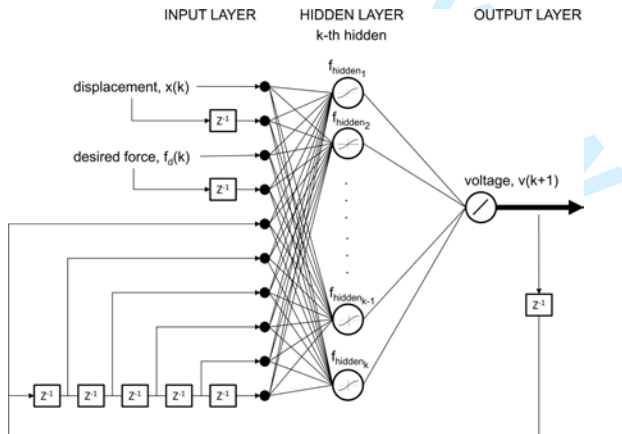 INPUT LAYER
HIDDEN LAYER
OUTPUT LAYER
k-th hidden
f_hidden_1
displacement, x(k)
Z⁻¹
f_hidden_2
desired force, f_d(k)
Z⁻¹
voltage, v(k+1)
Z⁻¹
f_hidden_k-1
f_hidden_k
Z⁻¹ Z⁻¹ Z⁻¹ Z⁻¹ Z⁻¹